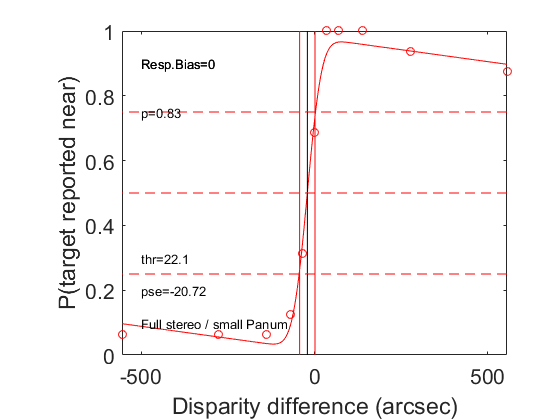 1
Resp.Bias=0
0.8
p=0.83
0.6
P(target reported near)
0.4
thr=22.1
0.2
pse=-20.72
Full stereo / small Panum
0
-500 0 500
Disparity difference (arcsec)